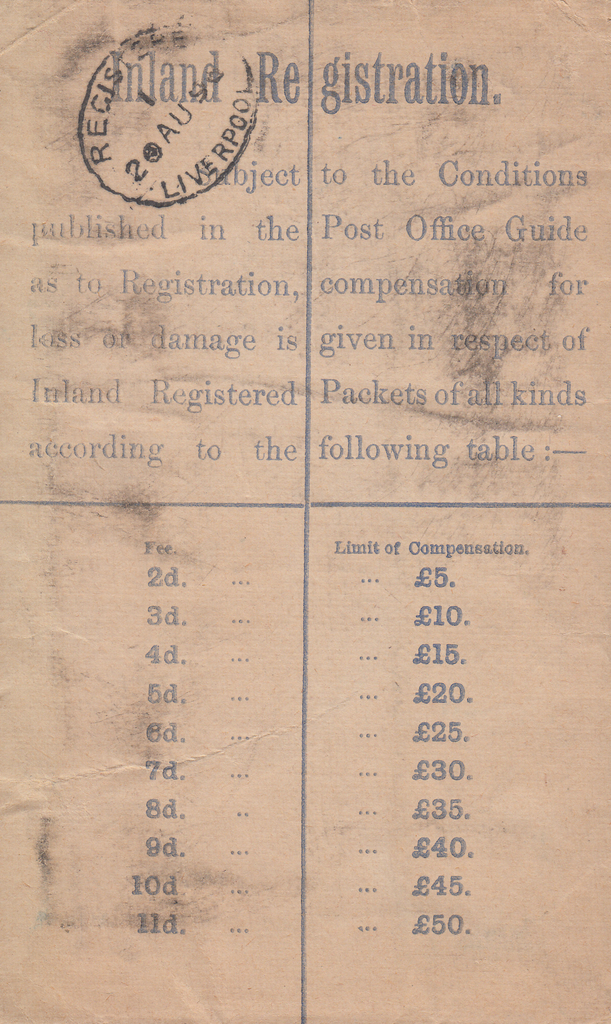 Inland Registration.
REGIS
1
20 AU
LIVERPOOL
Subject to the Conditions
published in the Post Office Guide
as to Registration, compensation for
loss or damage is given in respect of
Inland Registered Packets of all kinds
according to the following table :—
Fee. Limit of Compensation.
2d. ... ... £5.
3d. ... ... £10.
4d. ... ... £15.
5d. ... ... £20.
6d. ... ... £25.
7d. ... ... £30.
8d. .. ... £35.
9d. ... ... £40.
10d. ... ... £45.
11d. ... ... £50.